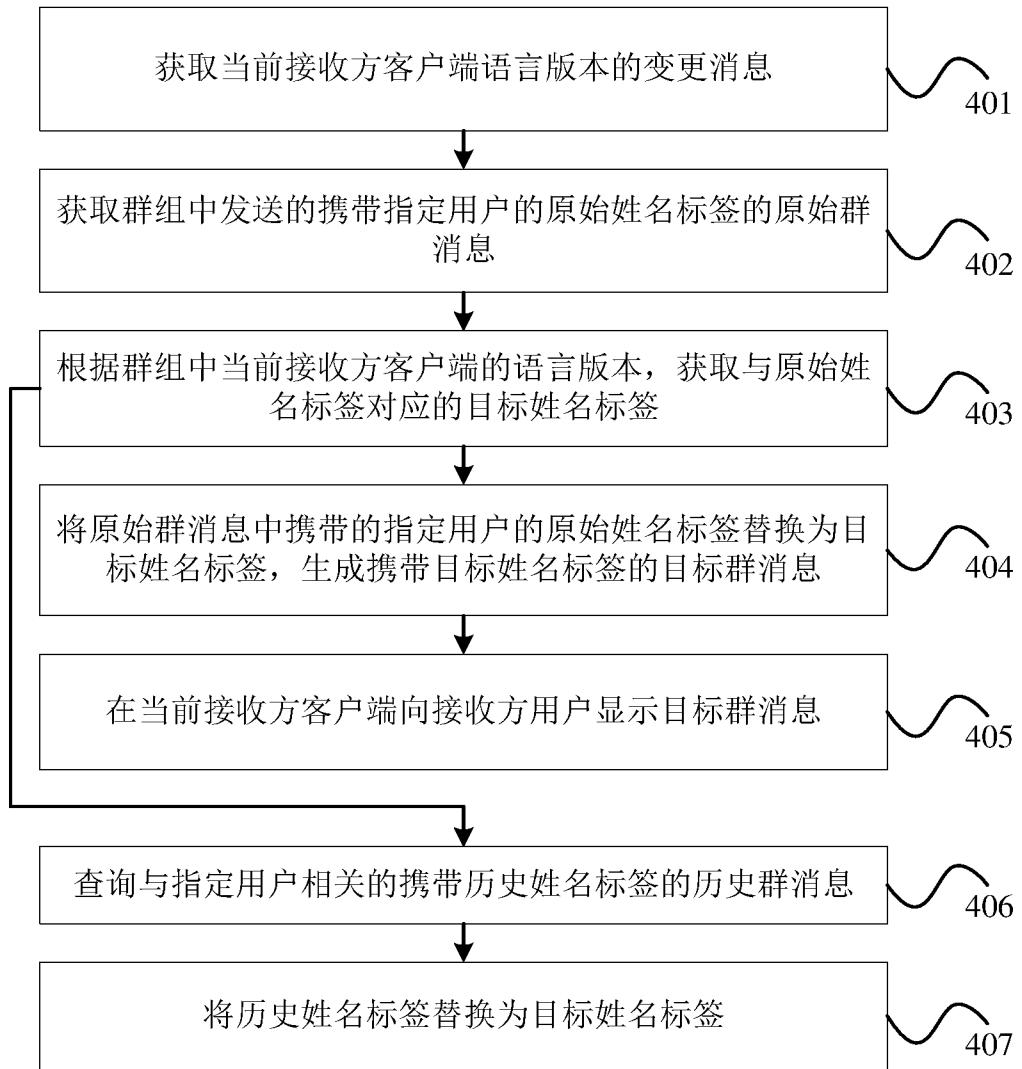 获取当前接收方客户端语言版本的变更消息
401
获取群组中发送的携带指定用户的原始姓名标签的原始群
消息
402
根据群组中当前接收方客户端的语言版本，获取与原始姓
名标签对应的目标姓名标签
403
将原始群消息中携带的指定用户的原始姓名标签替换为目
标姓名标签，生成携带目标姓名标签的目标群消息
404
在当前接收方客户端向接收方用户显示目标群消息
405
查询与指定用户相关的携带历史姓名标签的历史群消息
406
将历史姓名标签替换为目标姓名标签
407